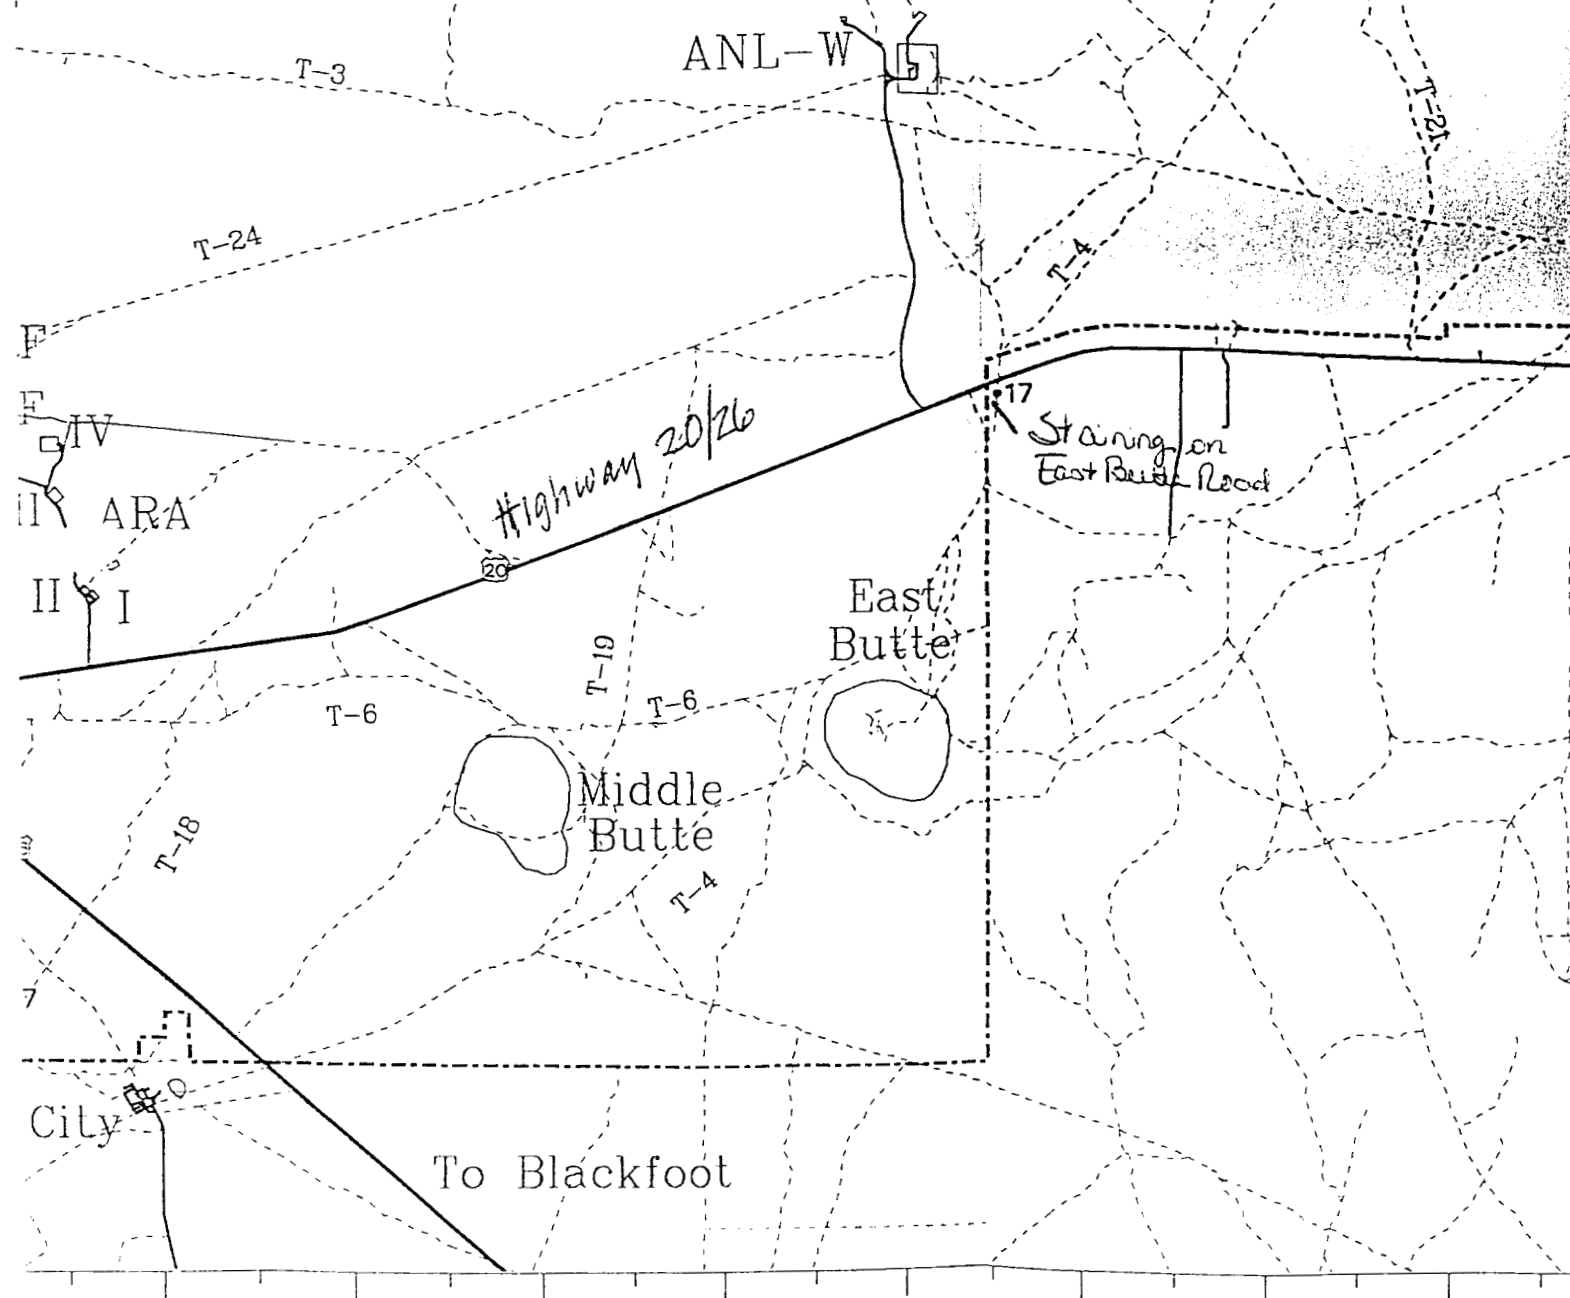 ANL-W
T-3
T-21
T-24
T-4
F
F
IV
Highway 20/26
17
Staining on
East Butte Road
II
ARA
20
II
I
East
Butte
T-19
T-6
T-6
Middle
Butte
T-18
T-4
7
City
To Blackfoot